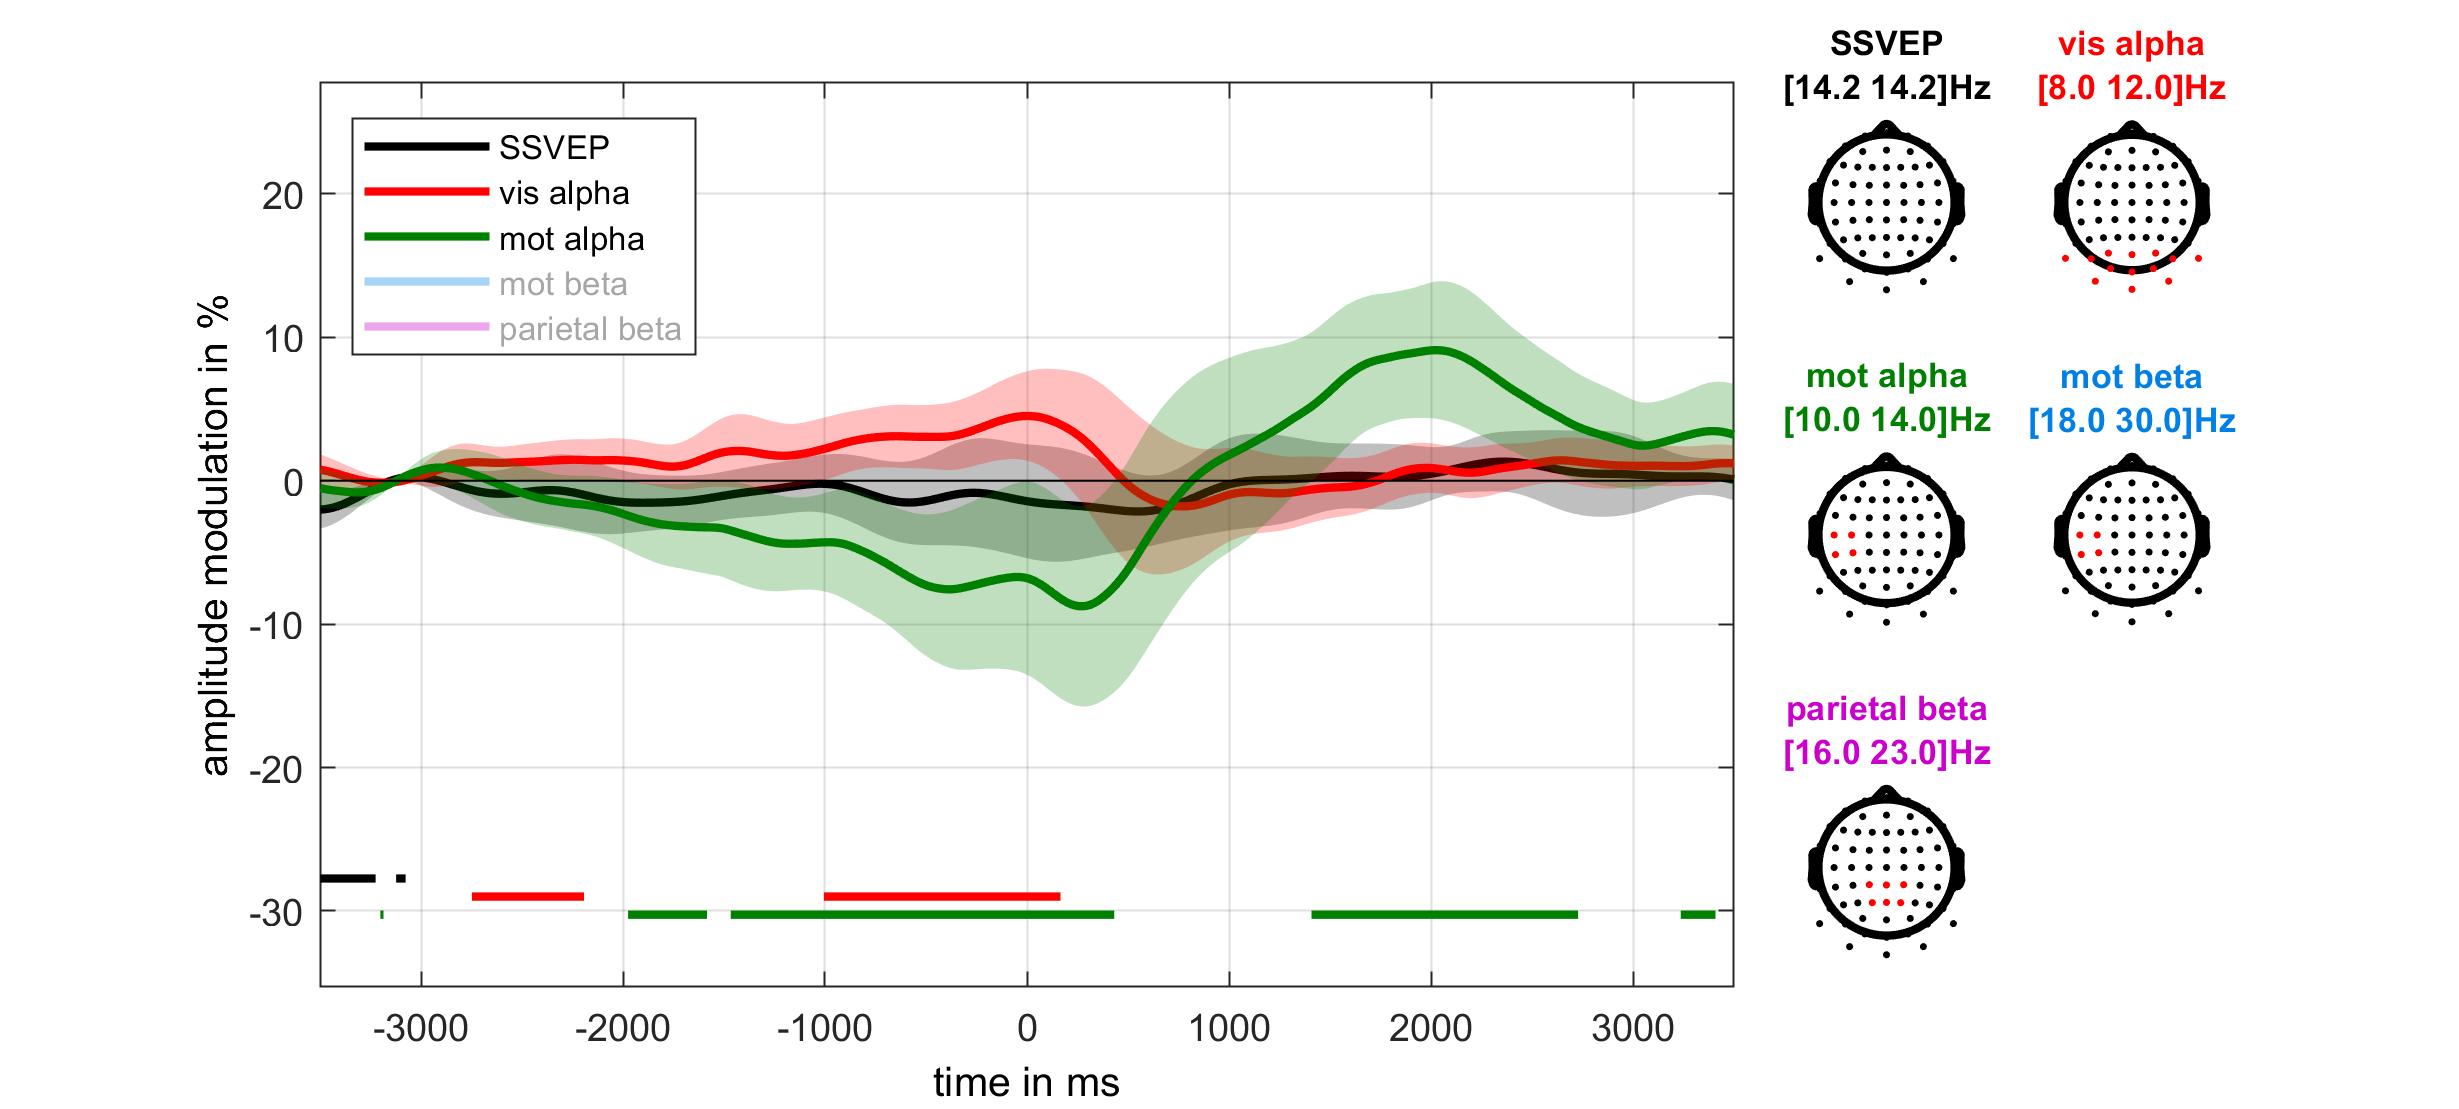 SSVEP
[14.2 14.2]Hz
vis alpha
[8.0 12.0]Hz
SSVEP
vis alpha
mot alpha
mot beta
parietal beta
20
10
0
-10
-20
-30
amplitude modulation in %
-3000
-2000
-1000
0
1000
2000
3000
time in ms
mot alpha
[10.0 14.0]Hz
mot beta
[18.0 30.0]Hz
parietal beta
[16.0 23.0]Hz